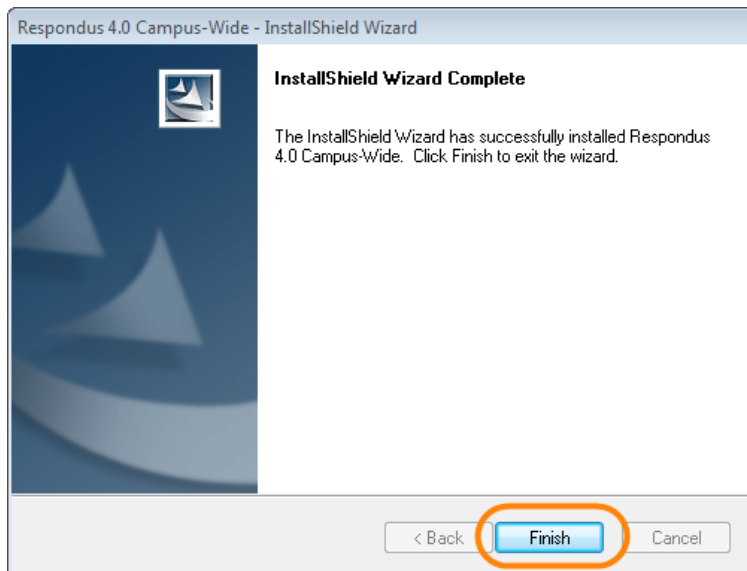 Respondus 4.0 Campus-Wide - InstallShield Wizard
InstallShield Wizard Complete
The InstallShield Wizard has successfully installed Respondus
4.0 Campus-Wide. Click Finish to exit the wizard.
< Back Finish Cancel